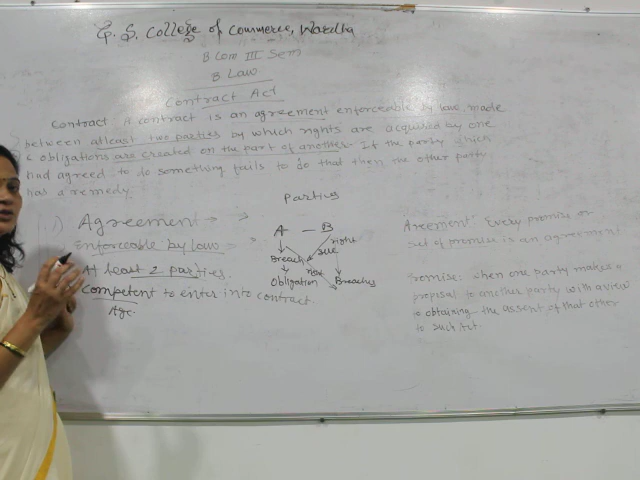 G. S. College of Commerce, Wardha
B Com III Sem
B Law
Contract Act
Contract A contract is an agreement enforceable by law made
between atleast two parties by which rights are acquired by one
& obligations are created on the part of another. If the party which
had agreed to do something fails to do that then the other party
has a remedy
Parties
1.) Agreement →
Enforceable by law
At least 2 parties.
Competent to enter into contract.
Age.
A – B
right
Breach sue
Obligation Breaches
Areement: Every promise or
set of promise is an agreement
Promise: when one party makes a
proposal to another party with a view
to obtaining the assent of that other
to such